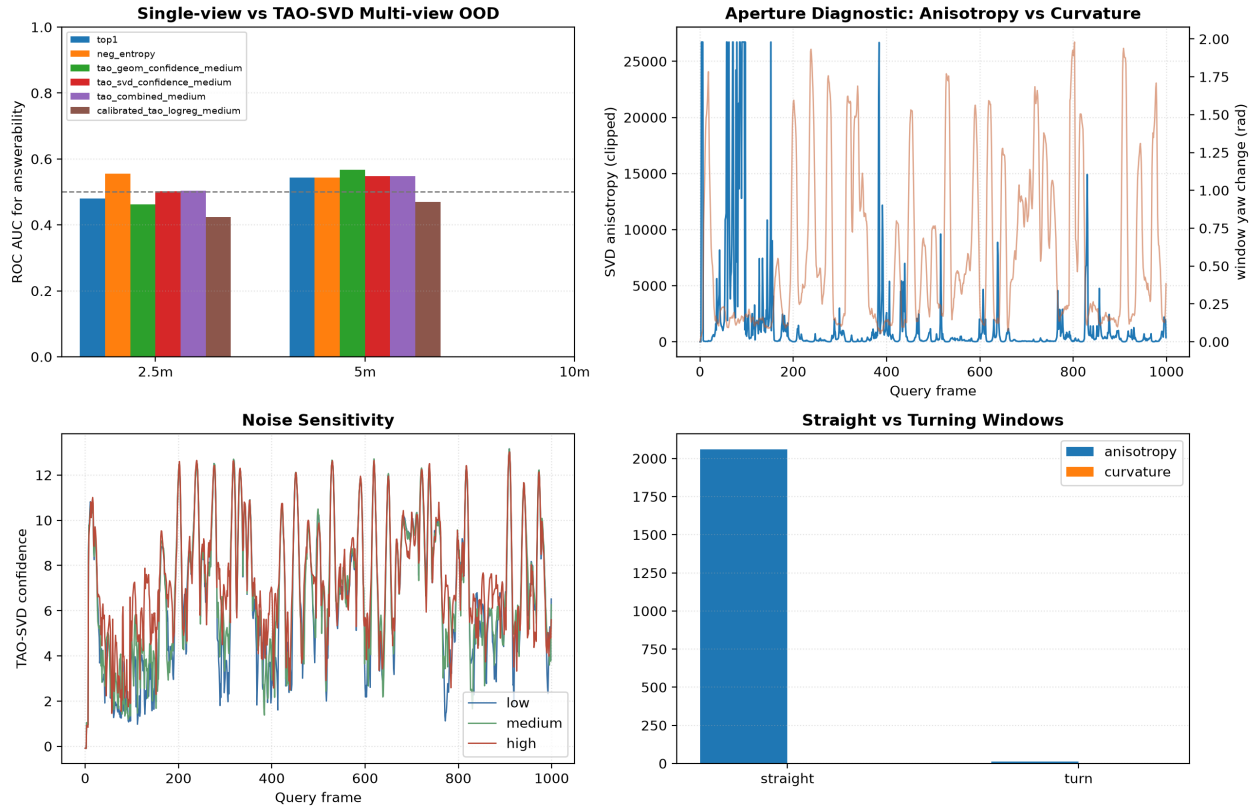 Single-view vs TAO-SVD Multi-view OOD
1.0
0.8
0.6
0.4
0.2
0.0
ROC AUC for answerability
top1
neg_entropy
tao_geom_confidence_medium
tao_svd_confidence_medium
tao_combined_medium
calibrated_tao_logreg_medium
2.5m
5m
10m
Aperture Diagnostic: Anisotropy vs Curvature
25000
20000
15000
10000
5000
0
SVD anisotropy (clipped)
2.00
1.75
1.50
1.25
1.00
0.75
0.50
0.25
0.00
window yaw change (rad)
0
200
400
600
800
1000
Query frame
Noise Sensitivity
12
10
8
6
4
2
0
TAO-SVD confidence
low
medium
high
0
200
400
600
800
1000
Query frame
Straight vs Turning Windows
2000
1750
1500
1250
1000
750
500
250
0
anisotropy
curvature
straight
turn